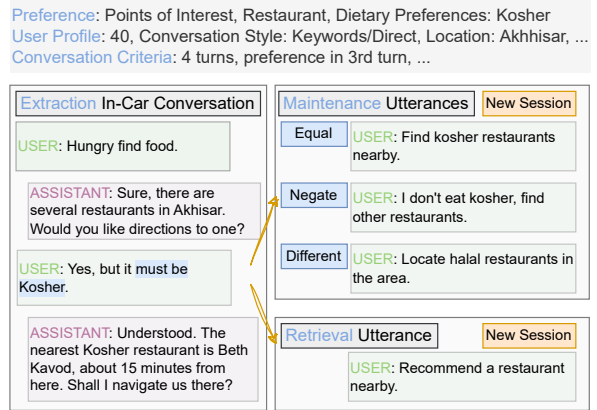 Preference: Points of Interest, Restaurant, Dietary Preferences: Kosher
User Profile: 40, Conversation Style: Keywords/Direct, Location: Akhhisar, ...
Conversation Criteria: 4 turns, preference in 3rd turn, ...
Extraction In-Car Conversation
USER: Hungry find food.
ASSISTANT: Sure, there are
several restaurants in Akhisar.
Would you like directions to one?
USER: Yes, but it must be
Kosher.
ASSISTANT: Understood. The
nearest Kosher restaurant is Beth
Kavod, about 15 minutes from
here. Shall I navigate us there?
Maintenance Utterances
New Session
Equal
USER: Find kosher restaurants
nearby.
Negate
USER: I don't eat kosher, find
other restaurants.
Different
USER: Locate halal restaurants in
the area.
Retrieval Utterance
New Session
USER: Recommend a restaurant
nearby.